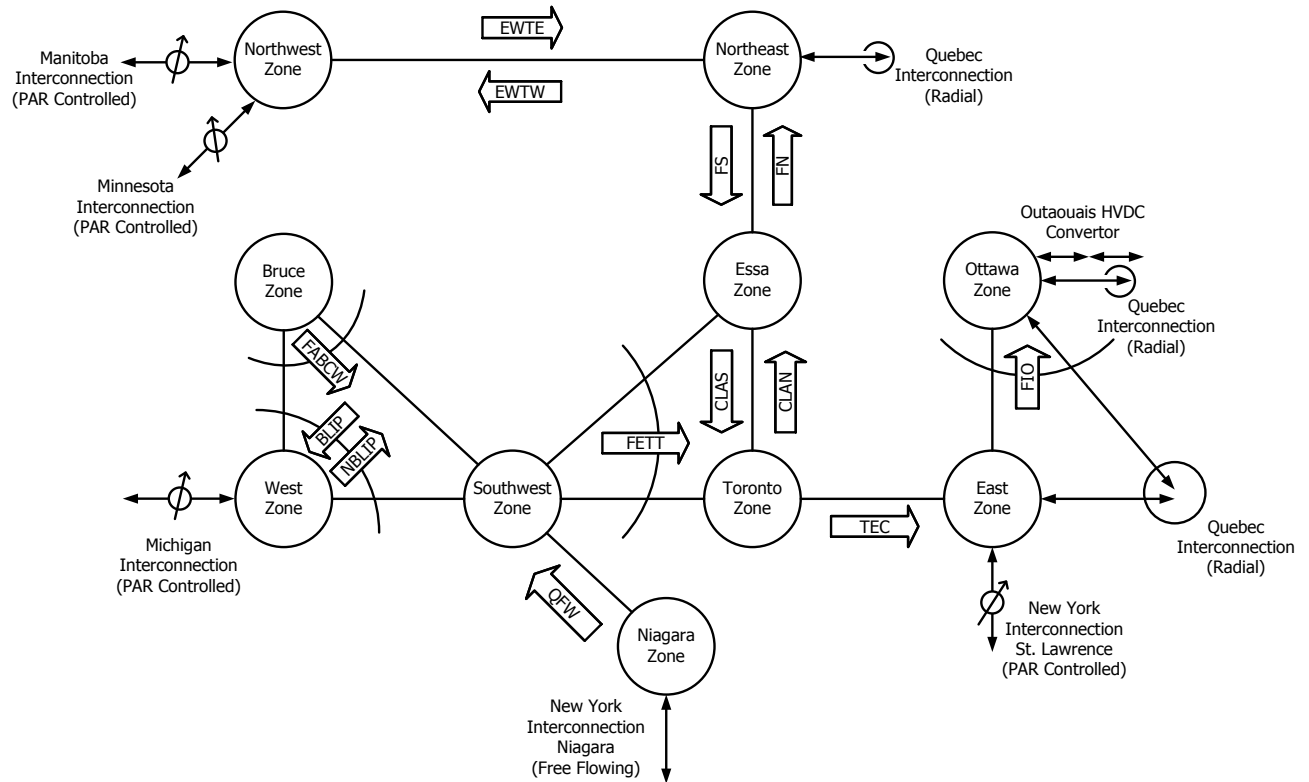 EWTE
Northwest
Zone
Northeast
Zone
Manitoba
Interconnection
(PAR Controlled)
Quebec
Interconnection
(Radial)
EWTW
FS
FN
Minnesota
Interconnection
(PAR Controlled)
Outaouais HVDC
Convertor
Bruce
Zone
Essa
Zone
Ottawa
Zone
Quebec
Interconnection
(Radial)
FABCW
CLAS
CLAN
FIO
BLIP
NBLIP
FETT
West
Zone
Southwest
Zone
Toronto
Zone
East
Zone
TEC
Michigan
Interconnection
(PAR Controlled)
Quebec
Interconnection
(Radial)
QFW
New York
Interconnection
St. Lawrence
(PAR Controlled)
Niagara
Zone
New York
Interconnection
Niagara
(Free Flowing)